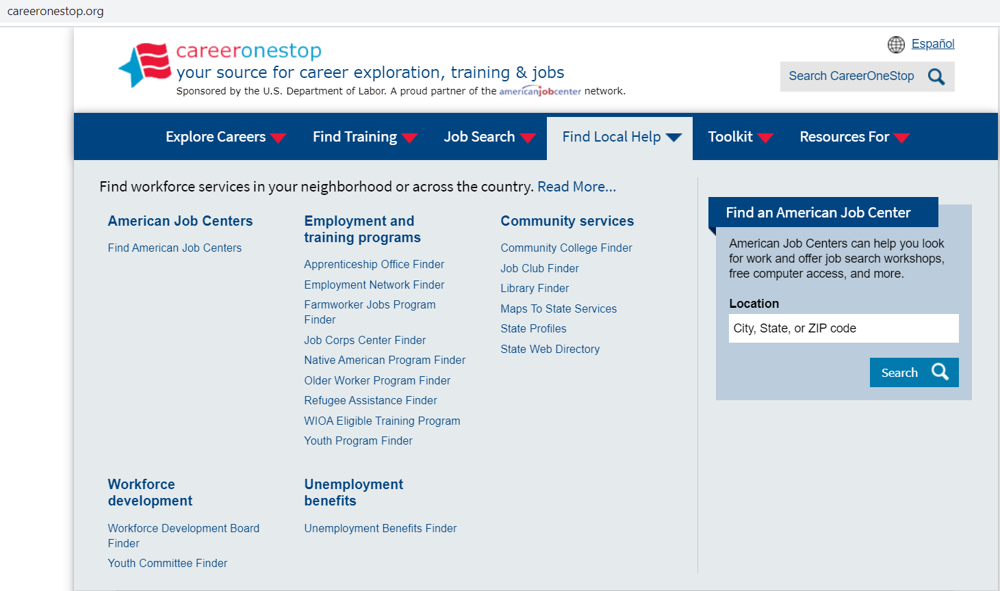 careeronestop.org
careeronestop
your source for career exploration, training & jobs
Sponsored by the U.S. Department of Labor. A proud partner of the americanjobcenter network.
Español
Search CareerOneStop
Explore Careers
Find Training
Job Search
Find Local Help
Toolkit
Resources For
Find workforce services in your neighborhood or across the country. Read More...
American Job Centers
Find American Job Centers
Employment and
training programs
Apprenticeship Office Finder
Employment Network Finder
Farmworker Jobs Program
Finder
Job Corps Center Finder
Native American Program Finder
Older Worker Program Finder
Refugee Assistance Finder
WIOA Eligible Training Program
Youth Program Finder
Community services
Community College Finder
Job Club Finder
Library Finder
Maps To State Services
State Profiles
State Web Directory
Workforce
development
Workforce Development Board
Finder
Youth Committee Finder
Unemployment
benefits
Unemployment Benefits Finder
Find an American Job Center
American Job Centers can help you look
for work and offer job search workshops,
free computer access, and more.
Location
City, State, or ZIP code
Search